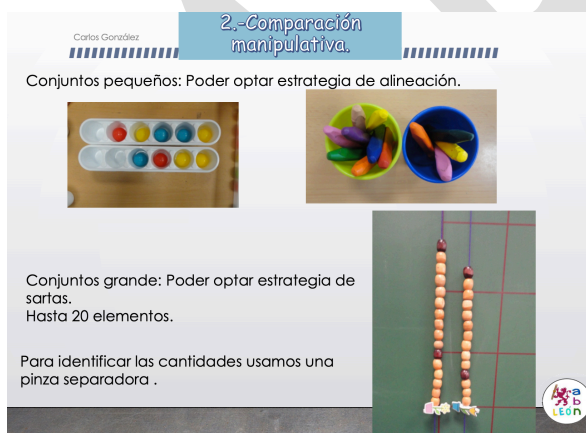 Carlos González
2.-Comparación
manipulativa.
Conjuntos pequeños: Poder optar estrategia de alineación.
Conjuntos grande: Poder optar estrategia de
sartas.
Hasta 20 elementos.
Para identificar las cantidades usamos una
pinza separadora .
a
b
LEÓN